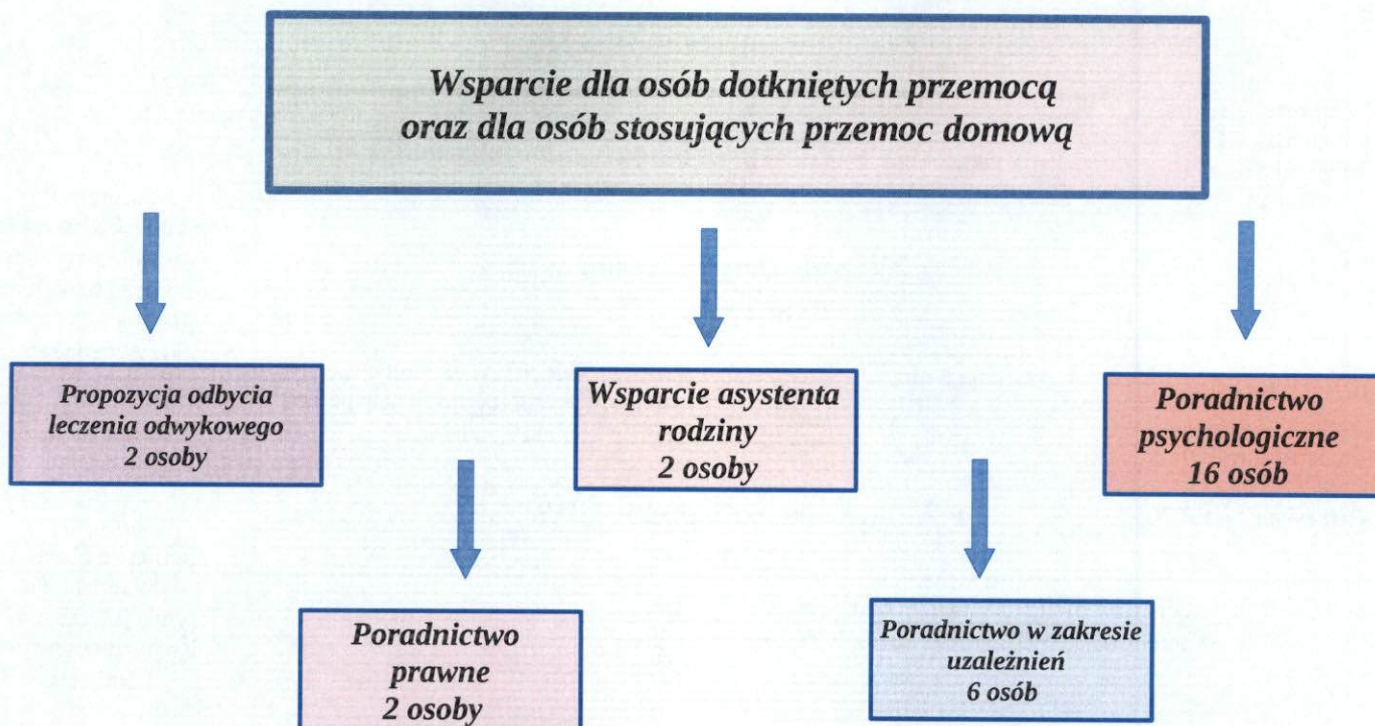 Wsparcie dla osób dotkniętych przemocą
oraz dla osób stosujących przemoc domową
Propozycja odbycia
leczenia odwykowego
2 osoby
Wsparcie asystenta
rodziny
2 osoby
Poradnictwo
psychologiczne
16 osób
Poradnictwo
prawne
2 osoby
Poradnictwo w zakresie
uzależnień
6 osób